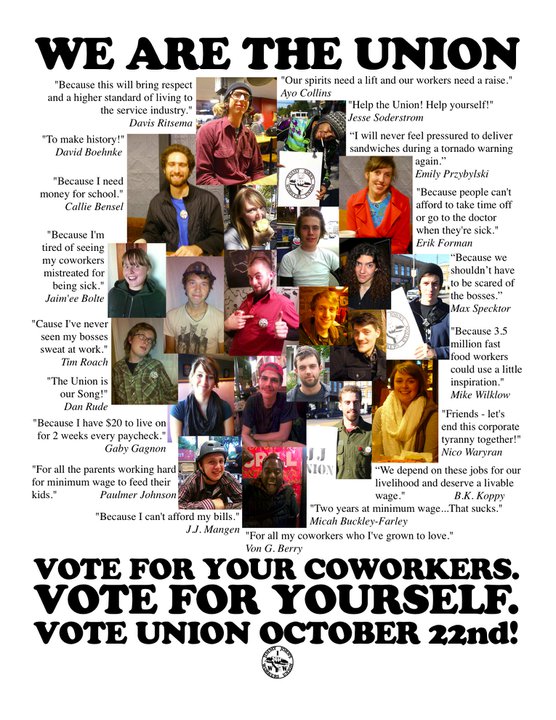 WE ARE THE UNION
"Because this will bring respect
and a higher standard of living to
the service industry."
Davis Ritsema
"Our spirits need a lift and our workers need a raise."
Ayo Collins
"Help the Union! Help yourself!"
Jesse Soderstrom
"To make history!"
David Boehnke
“I will never feel pressured to deliver
sandwiches during a tornado warning
again.”
Emily Przybylski
"Because I need
money for school."
Callie Bensel
"Because people can't
afford to take time off
or go to the doctor
when they're sick."
Erik Forman
"Because I'm
tired of seeing
my coworkers
mistreated for
being sick."
Jaim'ee Bolte
“Because we
shouldn’t have
to be scared of
the bosses.”
Max Specktor
"Cause I've never
seen my bosses
sweat at work."
Tim Roach
"Because 3.5
million fast
food workers
could use a little
inspiration."
Mike Wilklow
"The Union is
our Song!"
Dan Rude
"Because I have $20 to live on
for 2 weeks every paycheck."
Gaby Gagnon
"Friends - let's
end this corporate
tyranny together!"
Nico Waryran
"For all the parents working hard
for minimum wage to feed their
kids." Paulmer Johnson
“We depend on these jobs for our
livelihood and deserve a livable
wage." B.K. Koppy
"Because I can't afford my bills."
J.J. Mangen
"Two years at minimum wage...That sucks."
Micah Buckley-Farley
"For all my coworkers who I've grown to love."
Von G. Berry
JJ
UNION
VOTE FOR YOUR COWORKERS.
VOTE FOR YOURSELF.
VOTE UNION OCTOBER 22nd!